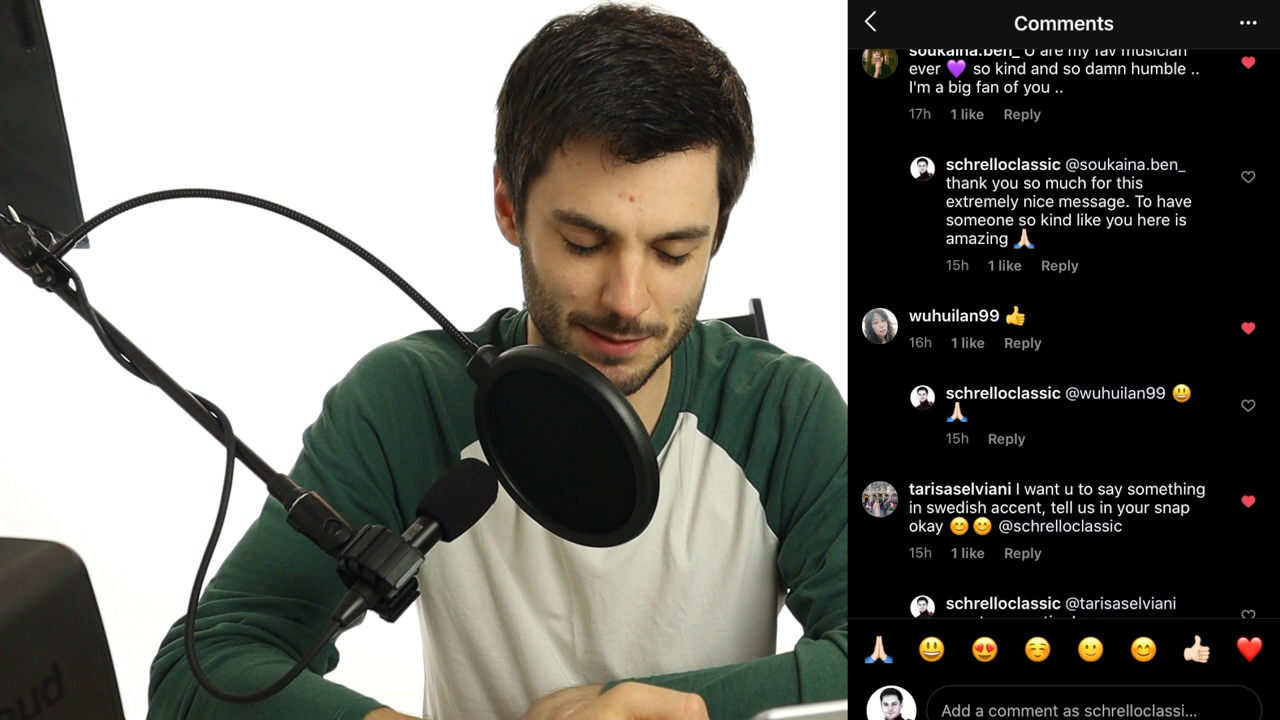 Comments
soukaina.ben_ U are my fav musician
ever 💜 so kind and so damn humble ..
I'm a big fan of you ..
17h 1 like Reply
schrelloclassic @soukaina.ben_
thank you so much for this
extremely nice message. To have
someone so kind like you here is
amazing 🙏🏻
15h 1 like Reply
wuhuilan99 👍
16h 1 like Reply
schrelloclassic @wuhuilan99 😃
🙏🏻
15h Reply
tarisaselviani I want u to say something
in swedish accent, tell us in your snap
okay 😊😊 @schrelloclassic
15h 1 like Reply
schrelloclassic @tarisaselviani
🙏🏻 😃 😍 ☺️ 🙂 😊 👍🏻 ❤️
Add a comment as schrelloclassi...
oud